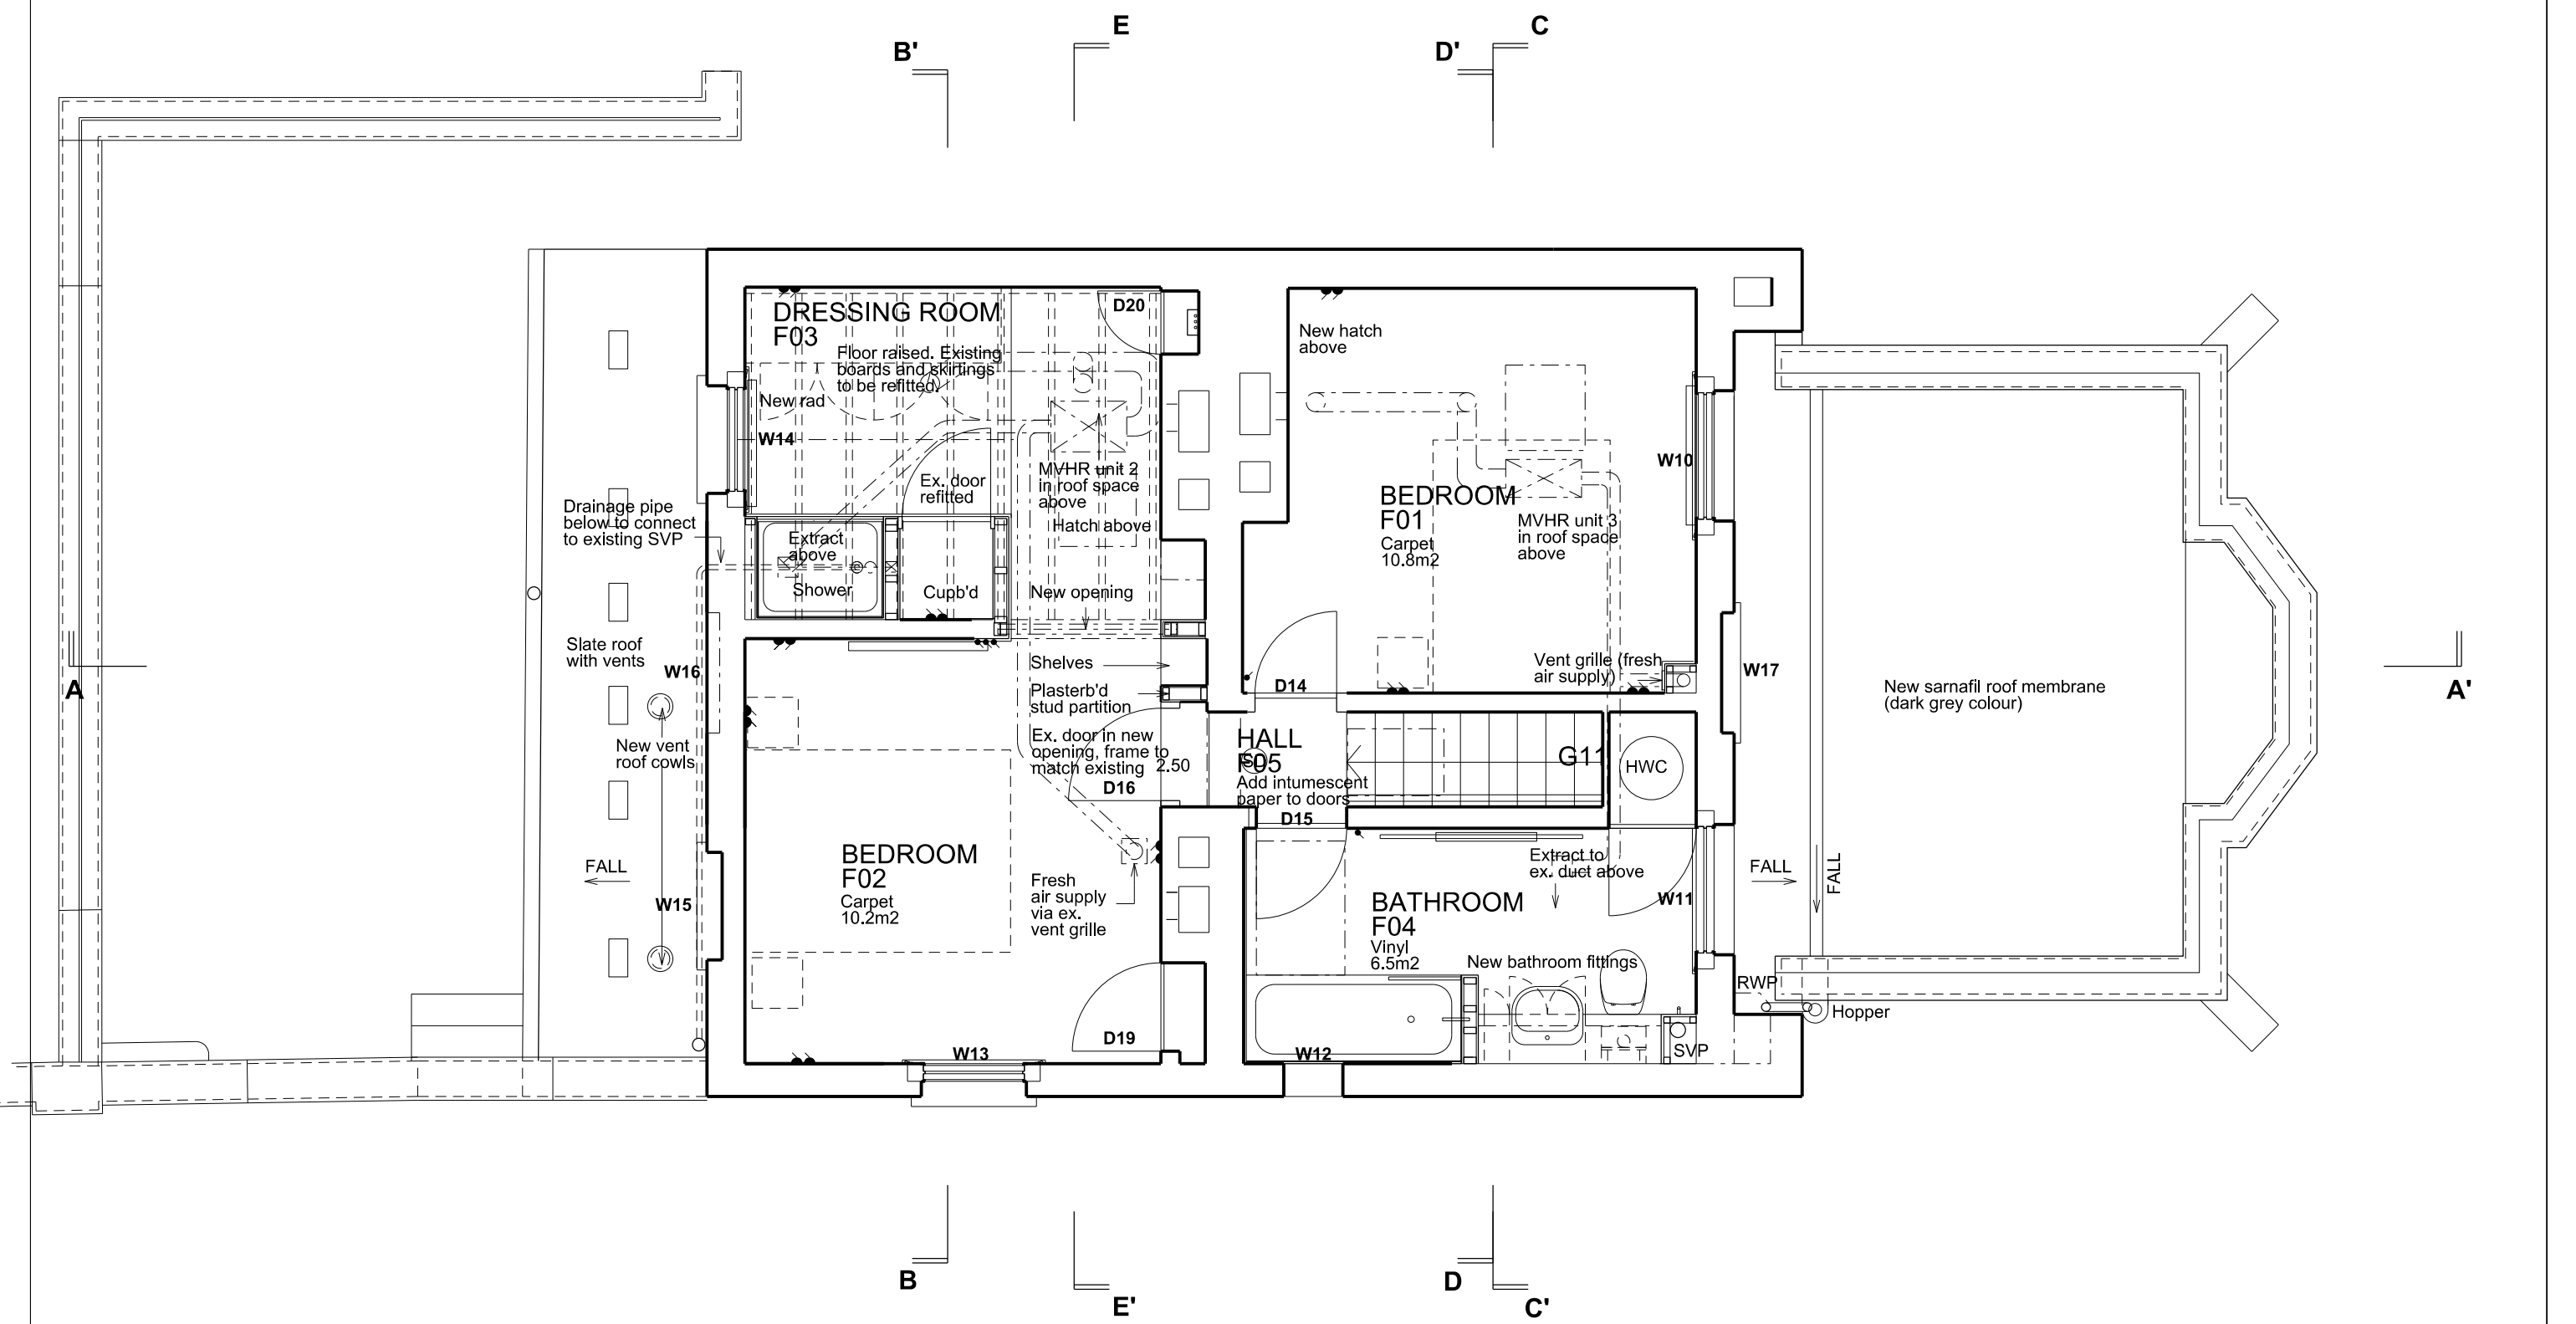 E
C
B'
D'
DRESSING ROOM
F03
Floor raised. Existing
boards and skirtings
to be refitted.
D20
New rad
W14
Ex. door
refitted
MVHR unit 2
in roof space
above
Hatch above
Extract
above
Shower
Cupb'd
New opening
New hatch
above
BEDROOM
F01
Carpet
10.8m2
W10
MVHR unit 3
in roof space
above
Vent grille (fresh
air supply)
D14
Drainage pipe
below to connect
to existing SVP
Slate roof
with vents
W16
New vent
roof cowls
FALL
W15
A
Shelves
Plasterb'd
stud partition
Ex. door in new
opening, frame to
match existing
2.50
D16
BEDROOM
F02
Carpet
10.2m2
Fresh
air supply
via ex.
vent grille
D19
W13
HALL
F05
SD
Add intumescent
paper to doors
D15
G11
HWC
W17
BATHROOM
F04
Vinyl
6.5m2
Extract to
ex. duct above
W11
New bathroom fittings
W12
SVP
FALL
FALL
RWP
Hopper
New sarnafil roof membrane
(dark grey colour)
A'
B
E'
D
C'